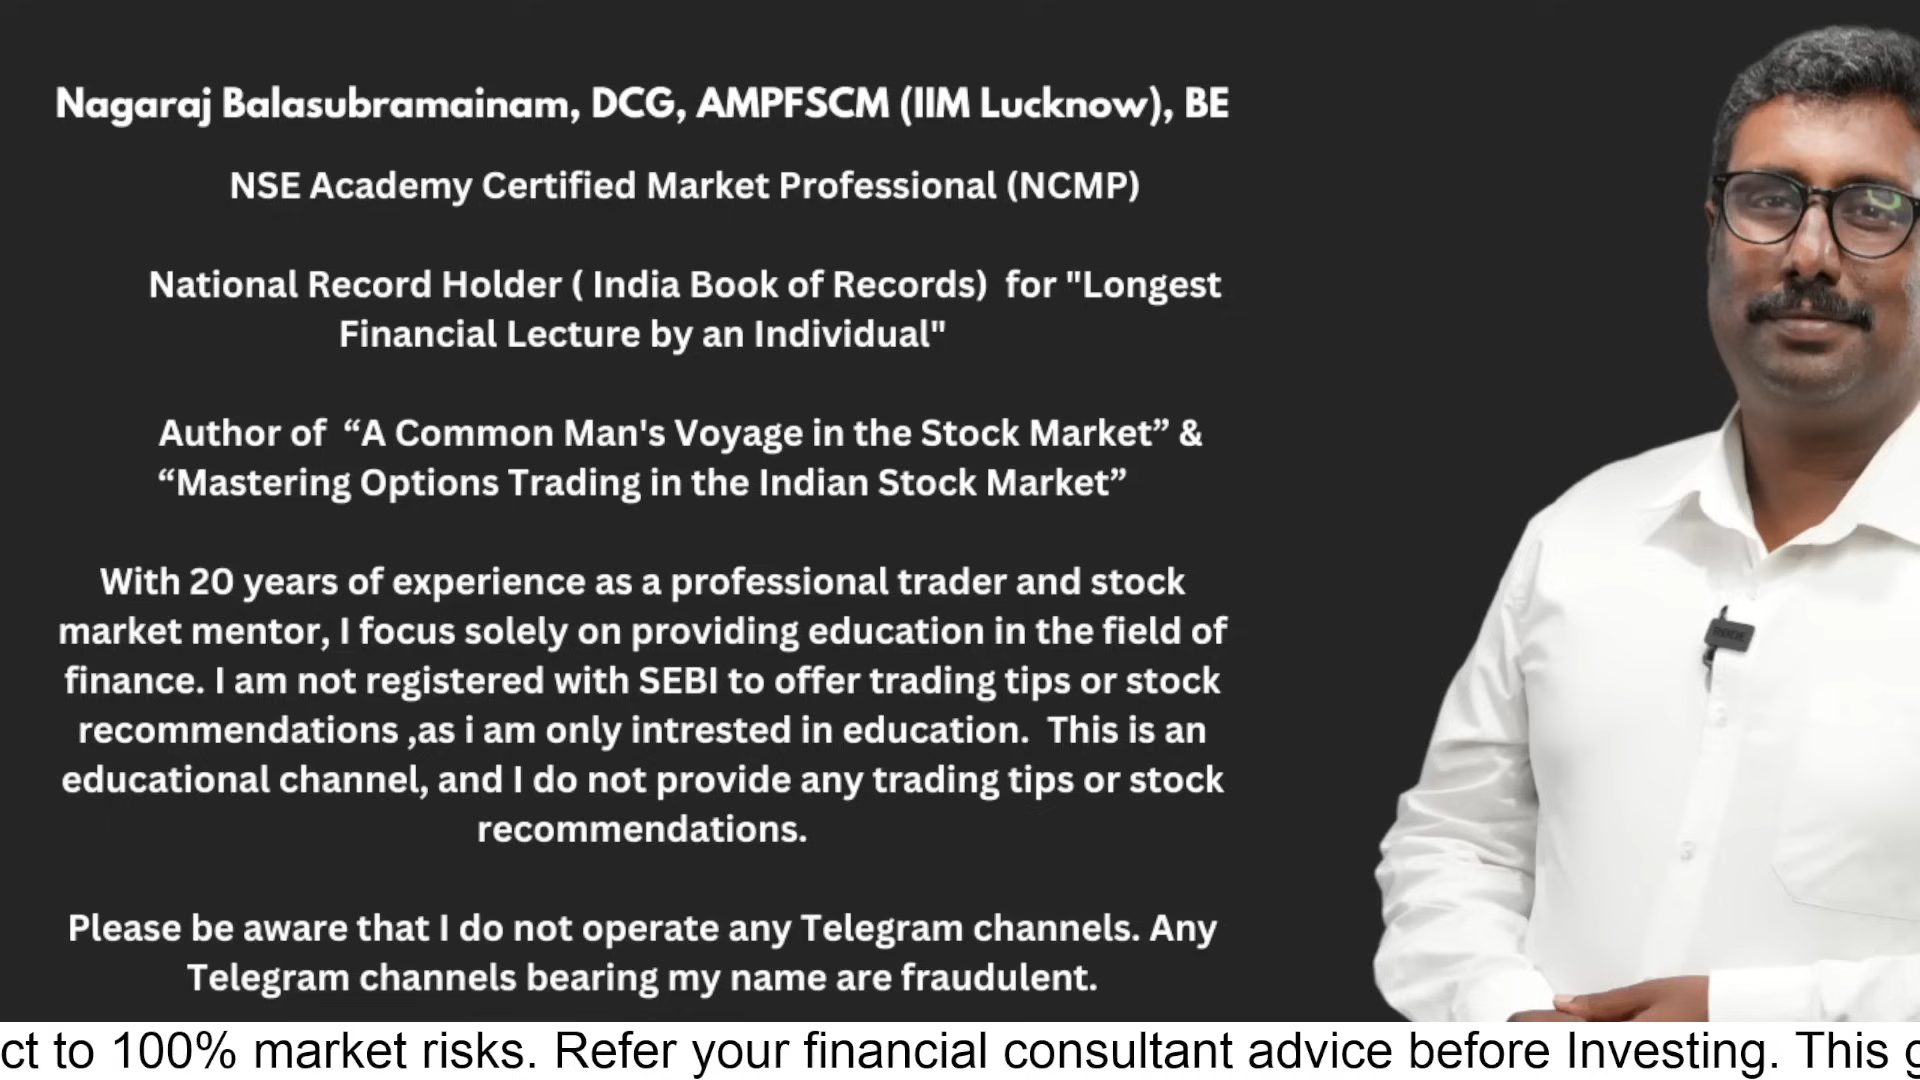 Nagaraj Balasubramainam, DCG, AMPFSCM (IIM Lucknow), BE
NSE Academy Certified Market Professional (NCMP)
National Record Holder ( India Book of Records)  for "Longest
Financial Lecture by an Individual"
Author of  “A Common Man's Voyage in the Stock Market” &
“Mastering Options Trading in the Indian Stock Market”
With 20 years of experience as a professional trader and stock
market mentor, I focus solely on providing education in the field of
finance. I am not registered with SEBI to offer trading tips or stock
recommendations ,as i am only intrested in education.  This is an
educational channel, and I do not provide any trading tips or stock
recommendations.
Please be aware that I do not operate any Telegram channels. Any
Telegram channels bearing my name are fraudulent.
ct to 100% market risks. Refer your financial consultant advice before Investing. This g